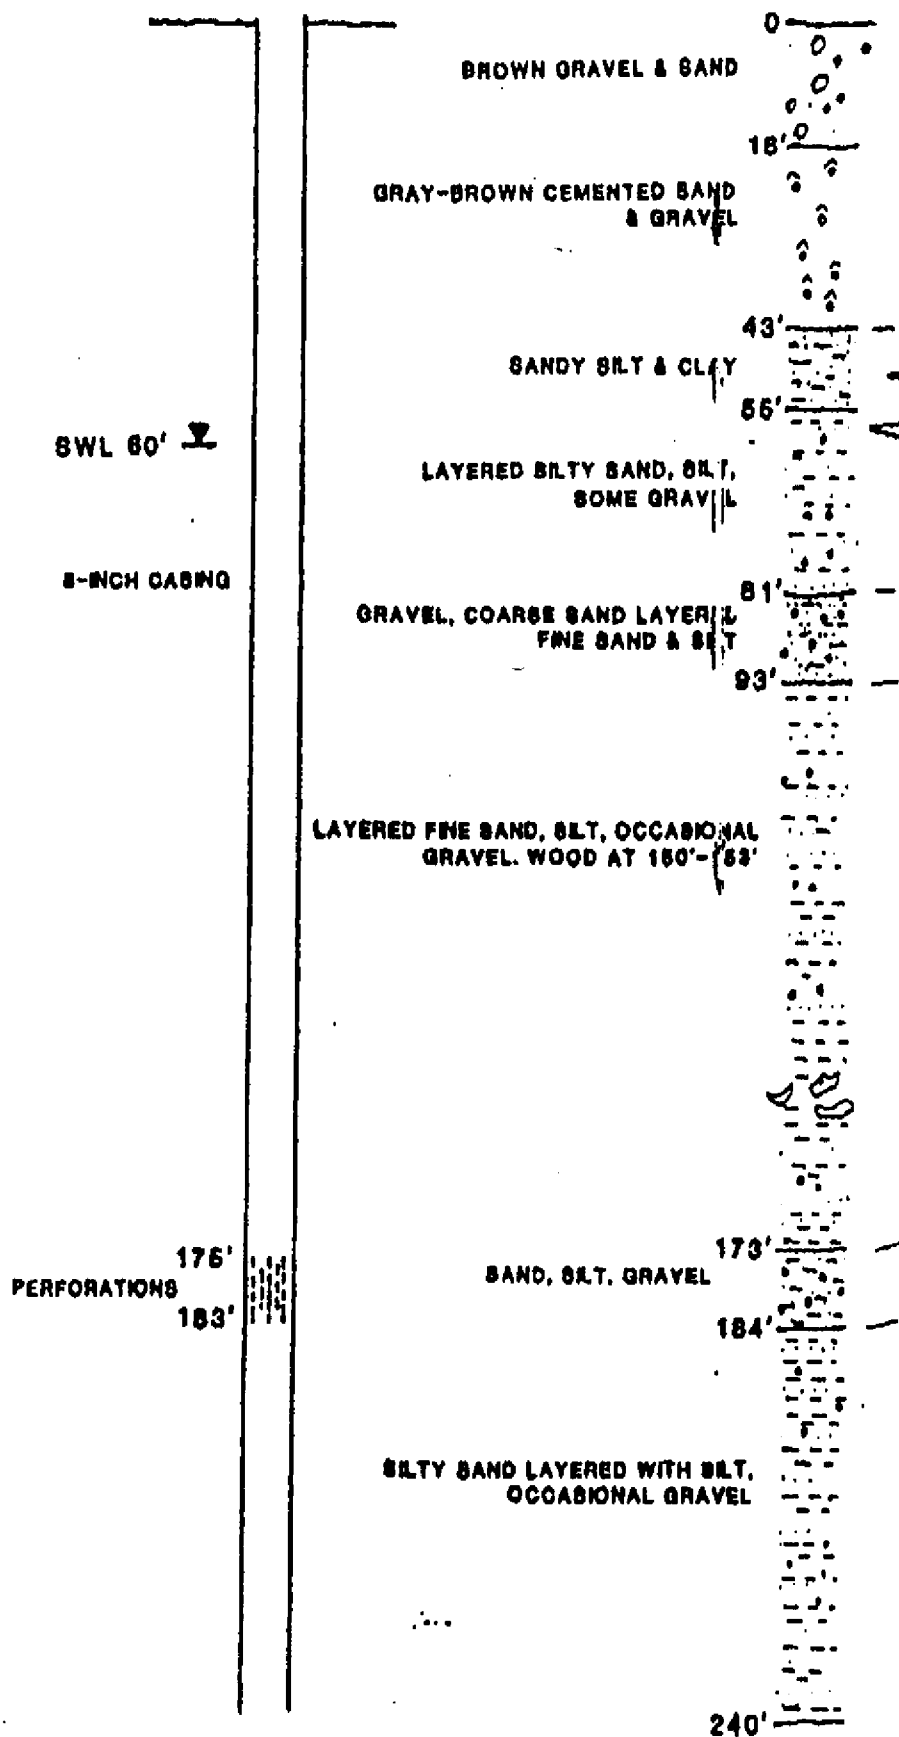 0
BROWN GRAVEL & SAND
18'
GRAY-BROWN CEMENTED SAND
& GRAVEL
43'
SANDY SILT & CLAY
55'
SWL 60'
LAYERED SILTY SAND, SILT,
SOME GRAVEL
8-INCH CASING
81'
GRAVEL, COARSE SAND LAYER
FINE SAND & SILT
93'
LAYERED FINE SAND, SILT, OCCASIONAL
GRAVEL. WOOD AT 150'-153'
173'
175'
PERFORATIONS
SAND, SILT, GRAVEL
183'
184'
SILTY SAND LAYERED WITH SILT,
OCCASIONAL GRAVEL
240'